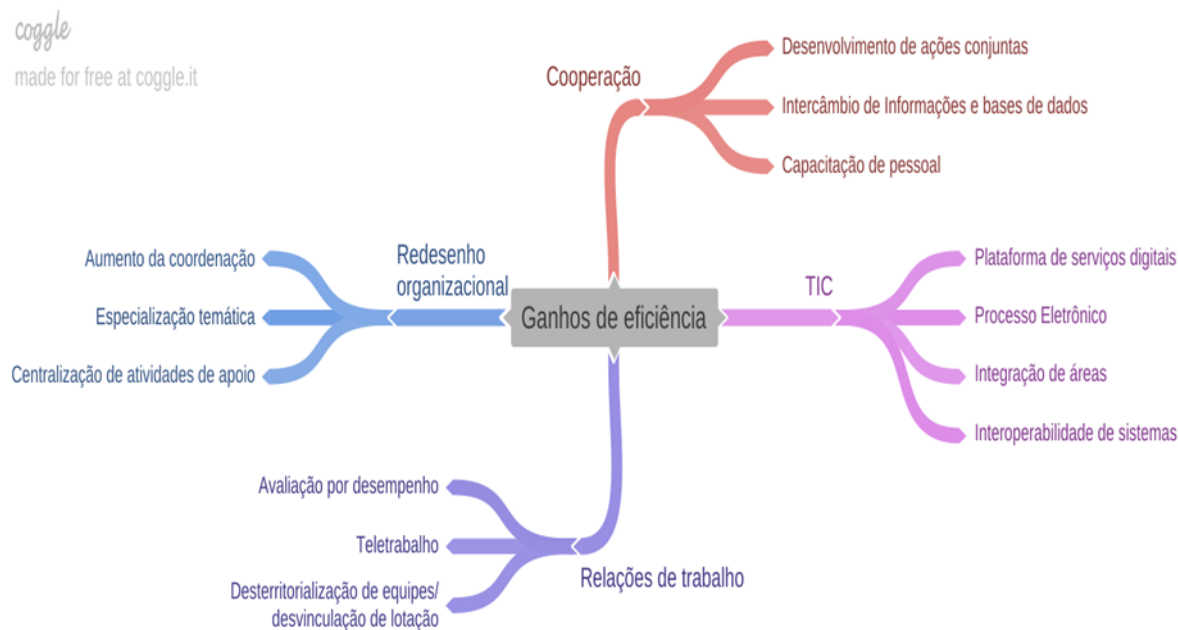 coggle
made for free at coggle.it
Cooperação
Desenvolvimento de ações conjuntas
Intercâmbio de Informações e bases de dados
Capacitação de pessoal
Redesenho
organizacional
Aumento da coordenação
Especialização temática
Centralização de atividades de apoio
Ganhos de eficiência
TIC
Plataforma de serviços digitais
Processo Eletrônico
Integração de áreas
Interoperabilidade de sistemas
Avaliação por desempenho
Teletrabalho
Desterritorialização de equipes/
desvinculação de lotação
Relações de trabalho